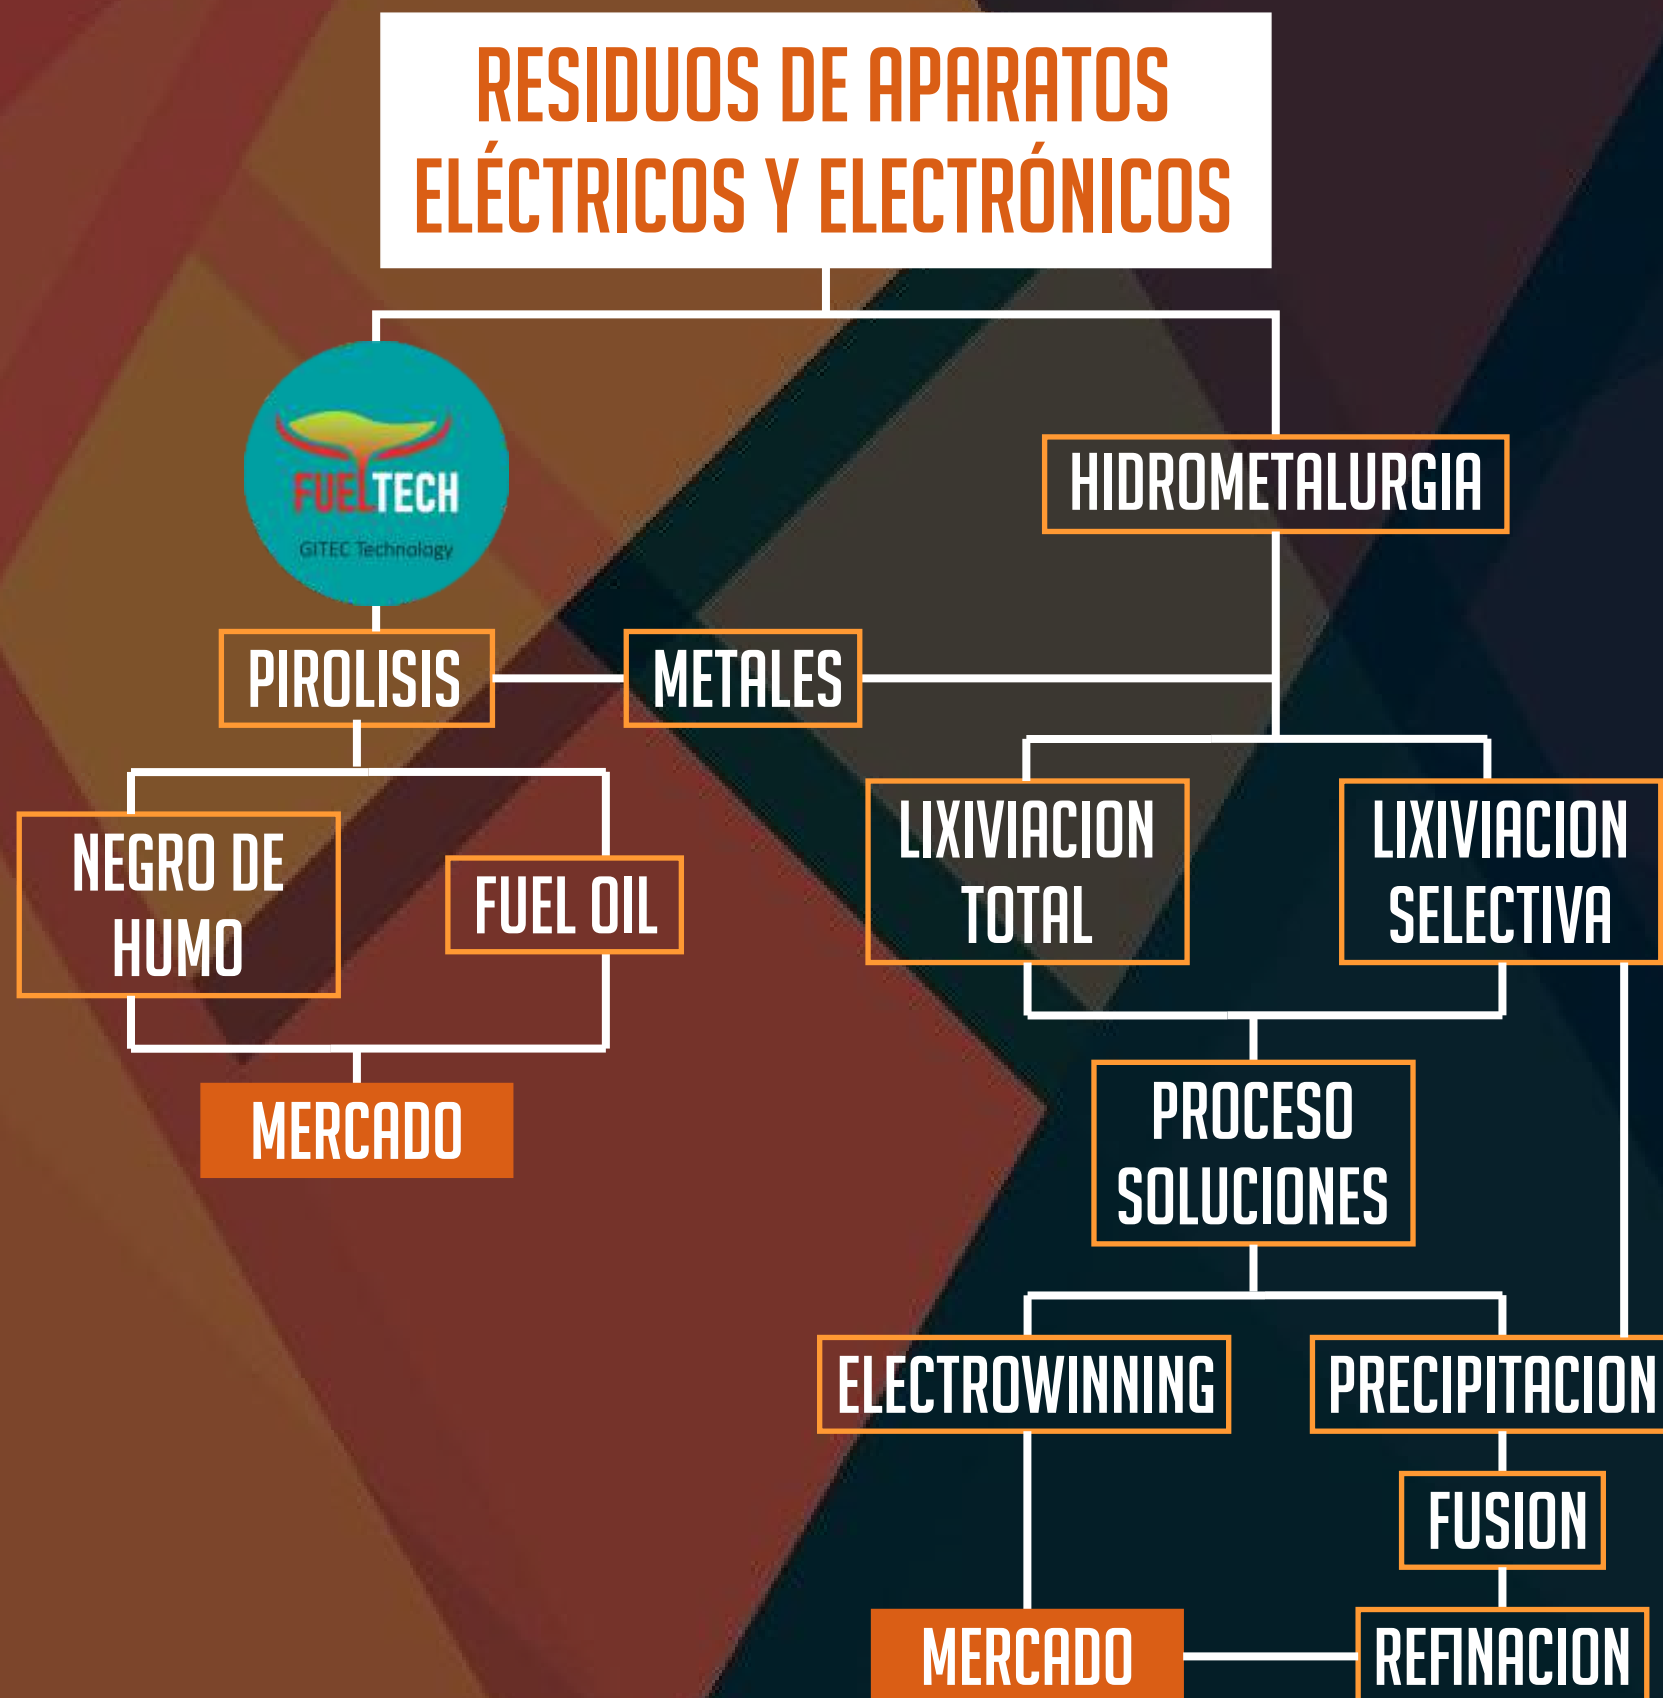 RESIDUOS DE APARATOS
ELÉCTRICOS Y ELECTRÓNICOS
FUELTECH
GITEC Technology
HIDROMETALURGIA
PIROLISIS
METALES
NEGRO DE
HUMO
FUEL OIL
LIXIVIACION
TOTAL
LIXIVIACION
SELECTIVA
MERCADO
PROCESO
SOLUCIONES
ELECTROWINNING
PRECIPITACION
FUSION
MERCADO
REFINACION